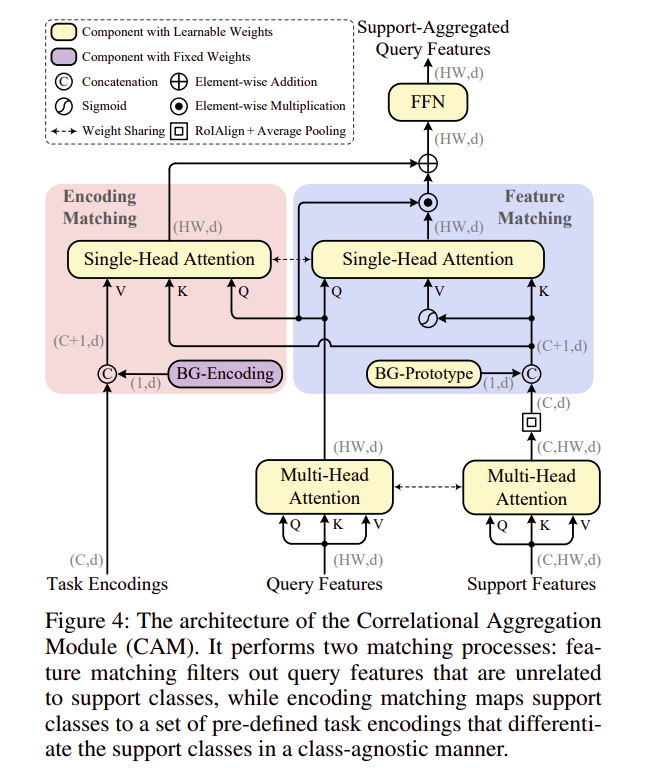 Component with Learnable Weights
Component with Fixed Weights
C Concatenation
Element-wise Addition
Sigmoid
Element-wise Multiplication
Weight Sharing
RoIAlign + Average Pooling
Support-Aggregated
Query Features
(HW,d)
FFN
(HW,d)
Encoding
Matching
(HW,d)
Feature
Matching
(HW,d)
Single-Head Attention
Single-Head Attention
V
K
Q
Q
V
K
(C+1,d)
(C+1,d)
C
(1,d)
BG-Encoding
BG-Prototype
(1,d)
C
(C,d)
(HW,d)
(C,HW,d)
Multi-Head
Attention
Multi-Head
Attention
Q
K
V
Q
K
V
(C,d)
(HW,d)
(C,HW,d)
Task Encodings
Query Features
Support Features
Figure 4: The architecture of the Correlational Aggregation
Module (CAM). It performs two matching processes: fea-
ture matching filters out query features that are unrelated
to support classes, while encoding matching maps support
classes to a set of pre-defined task encodings that differenti-
ate the support classes in a class-agnostic manner.